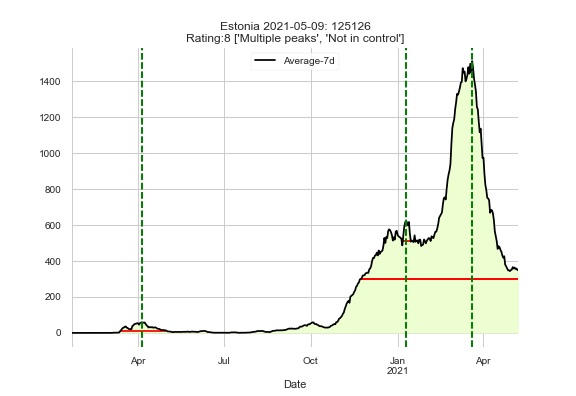 Estonia 2021-05-09: 125126
Rating:8 ['Multiple peaks', 'Not in control']
Average-7d
1400
1200
1000
800
600
400
200
0
Apr Jul Oct Jan Apr
2021
Date